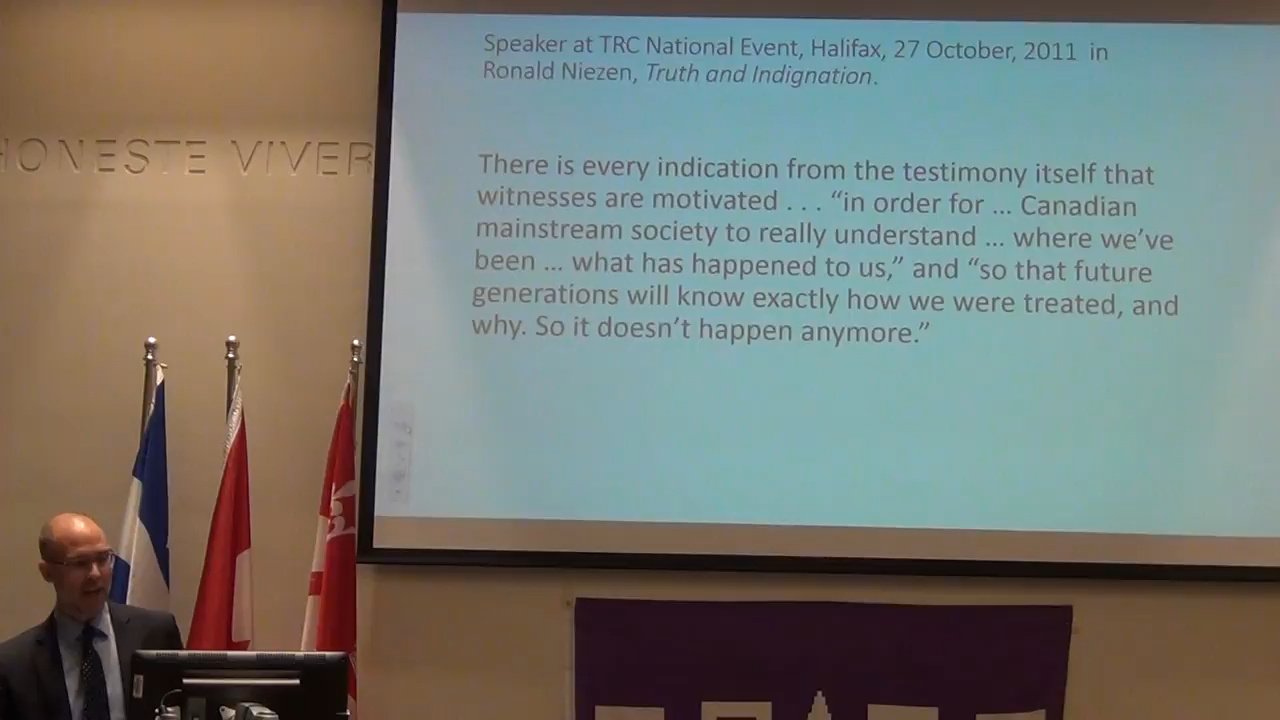 HONESTE VIVER
Speaker at TRC National Event, Halifax, 27 October, 2011 in
Ronald Niezen, Truth and Indignation.
There is every indication from the testimony itself that
witnesses are motivated . . . “in order for ... Canadian
mainstream society to really understand ... where we’ve
been ... what has happened to us,” and “so that future
generations will know exactly how we were treated, and
why. So it doesn’t happen anymore.”